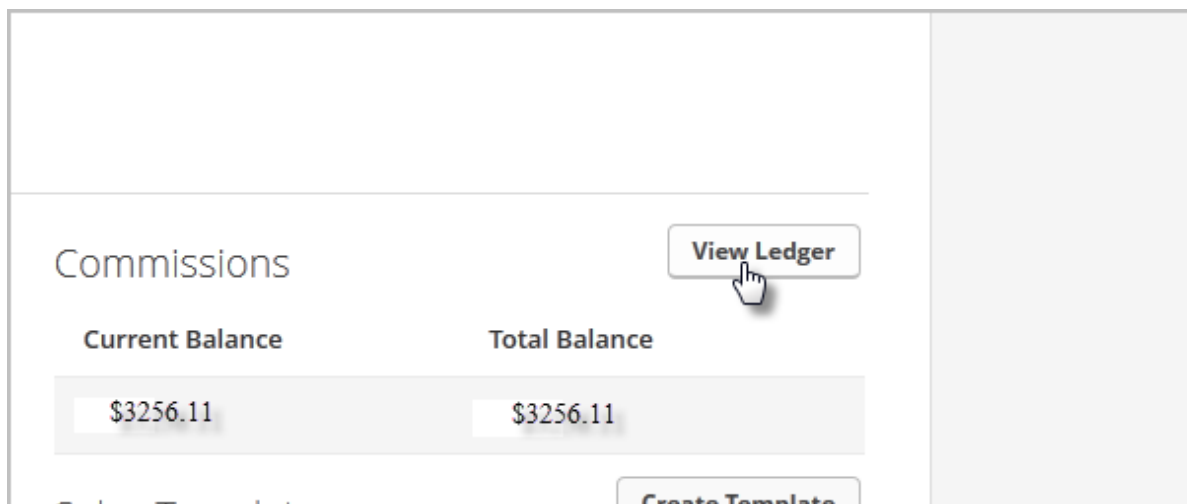 Commissions
View Ledger
Current Balance Total Balance
$3256.11 $3256.11
Create Template